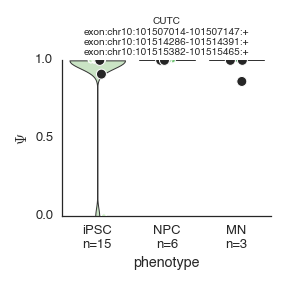 CUTC
exon:chr10:101507014-101507147:+
exon:chr10:101514286-101514391:+
exon:chr10:101515382-101515465:+
1.0
0.5
0.0
Ψ
iPSC NPC MN
n=15 n=6 n=3
phenotype